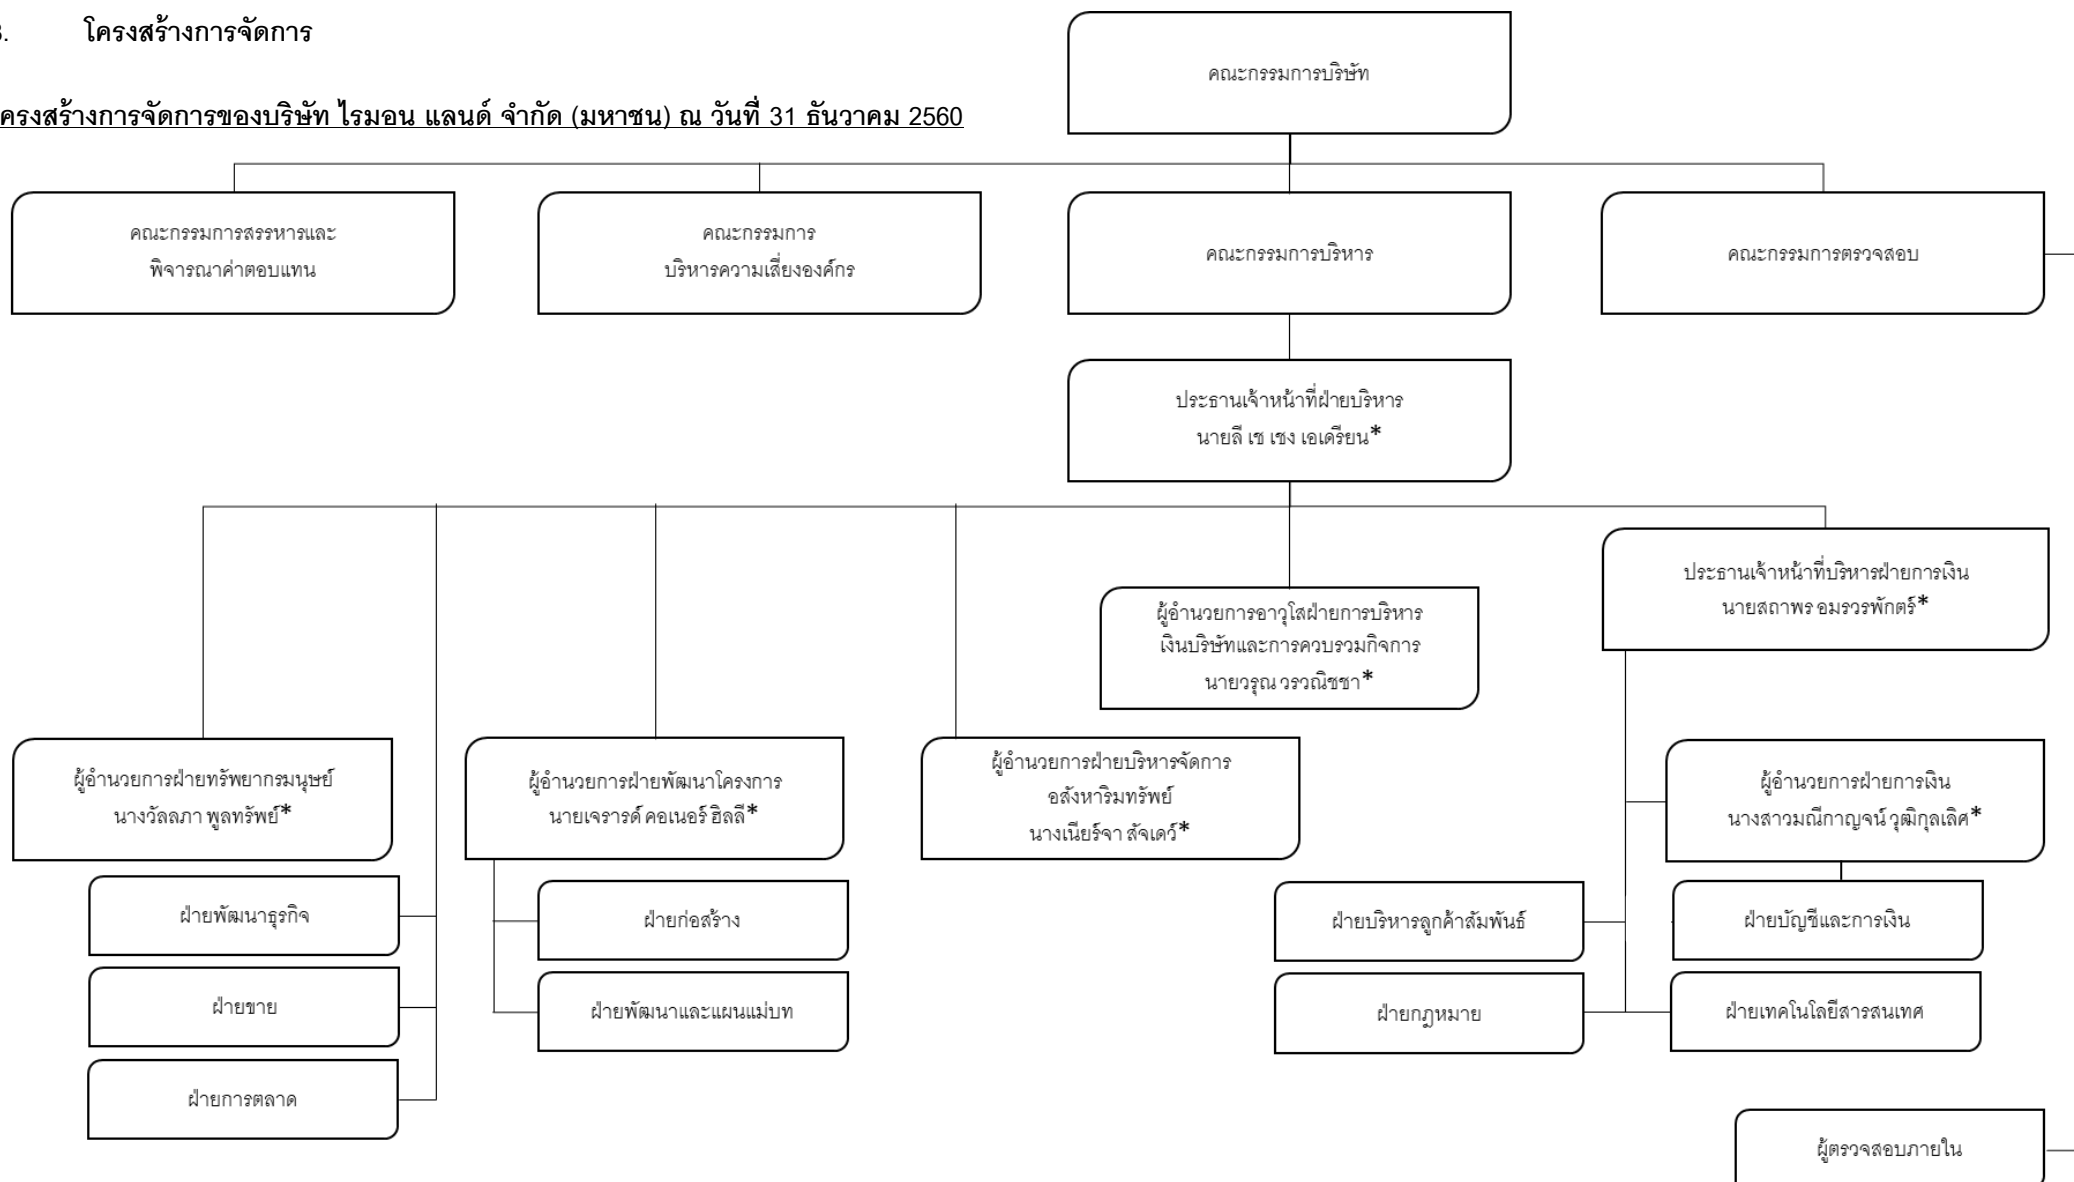 3. โครงสร้างการจัดการ
ครงสร้างการจัดการของบริษัท ไรมอน แลนด์ จำกัด (มหาชน) ณ วันที่ 31 ธันวาคม 2560
คณะกรรมการบริษัท
คณะกรรมการสรรหารและ
พิจารณาค่าตอบแทน
คณะกรรมการ
บริหารความเสี่ยงองค์กร
คณะกรรมการบริหาร
คณะกรรมการตรวจสอบ
ประธานเจ้าหน้าที่ฝ่ายบริหาร
นายลี เช เชง เอเดรียน*
ประธานเจ้าหน้าที่บริหารฝ่ายการเงิน
นายสถาพร อมรวรพักตร์*
ผู้อำนวยการอาวุโสฝ่ายการบริหาร
เงินบริษัทและการควบรวมกิจการ
นายวรุณ วรวณิชชา*
ผู้อำนวยการฝ่ายทรัพยากรมนุษย์
นางวัลลภา พูลทรัพย์*
ผู้อำนวยการฝ่ายพัฒนาโครงการ
นายเจรารด์ คอเนอร์ ฮิลลี*
ผู้อำนวยการฝ่ายบริหารจัดการ
อสังหาริมทรัพย์
นางเนียร์จา สัจเดว์*
ผู้อำนวยการฝ่ายการเงิน
นางสาวมณีกาญจน์ วุฒิกุลเลิศ*
ฝ่ายพัฒนาธุรกิจ
ฝ่ายก่อสร้าง
ฝ่ายบริหารลูกค้าสัมพันธ์
ฝ่ายบัญชีและการเงิน
ฝ่ายขาย
ฝ่ายพัฒนาและแผนแม่บท
ฝ่ายกฎหมาย
ฝ่ายเทคโนโลยีสารสนเทศ
ฝ่ายการตลาด
ผู้ตรวจสอบภายใน